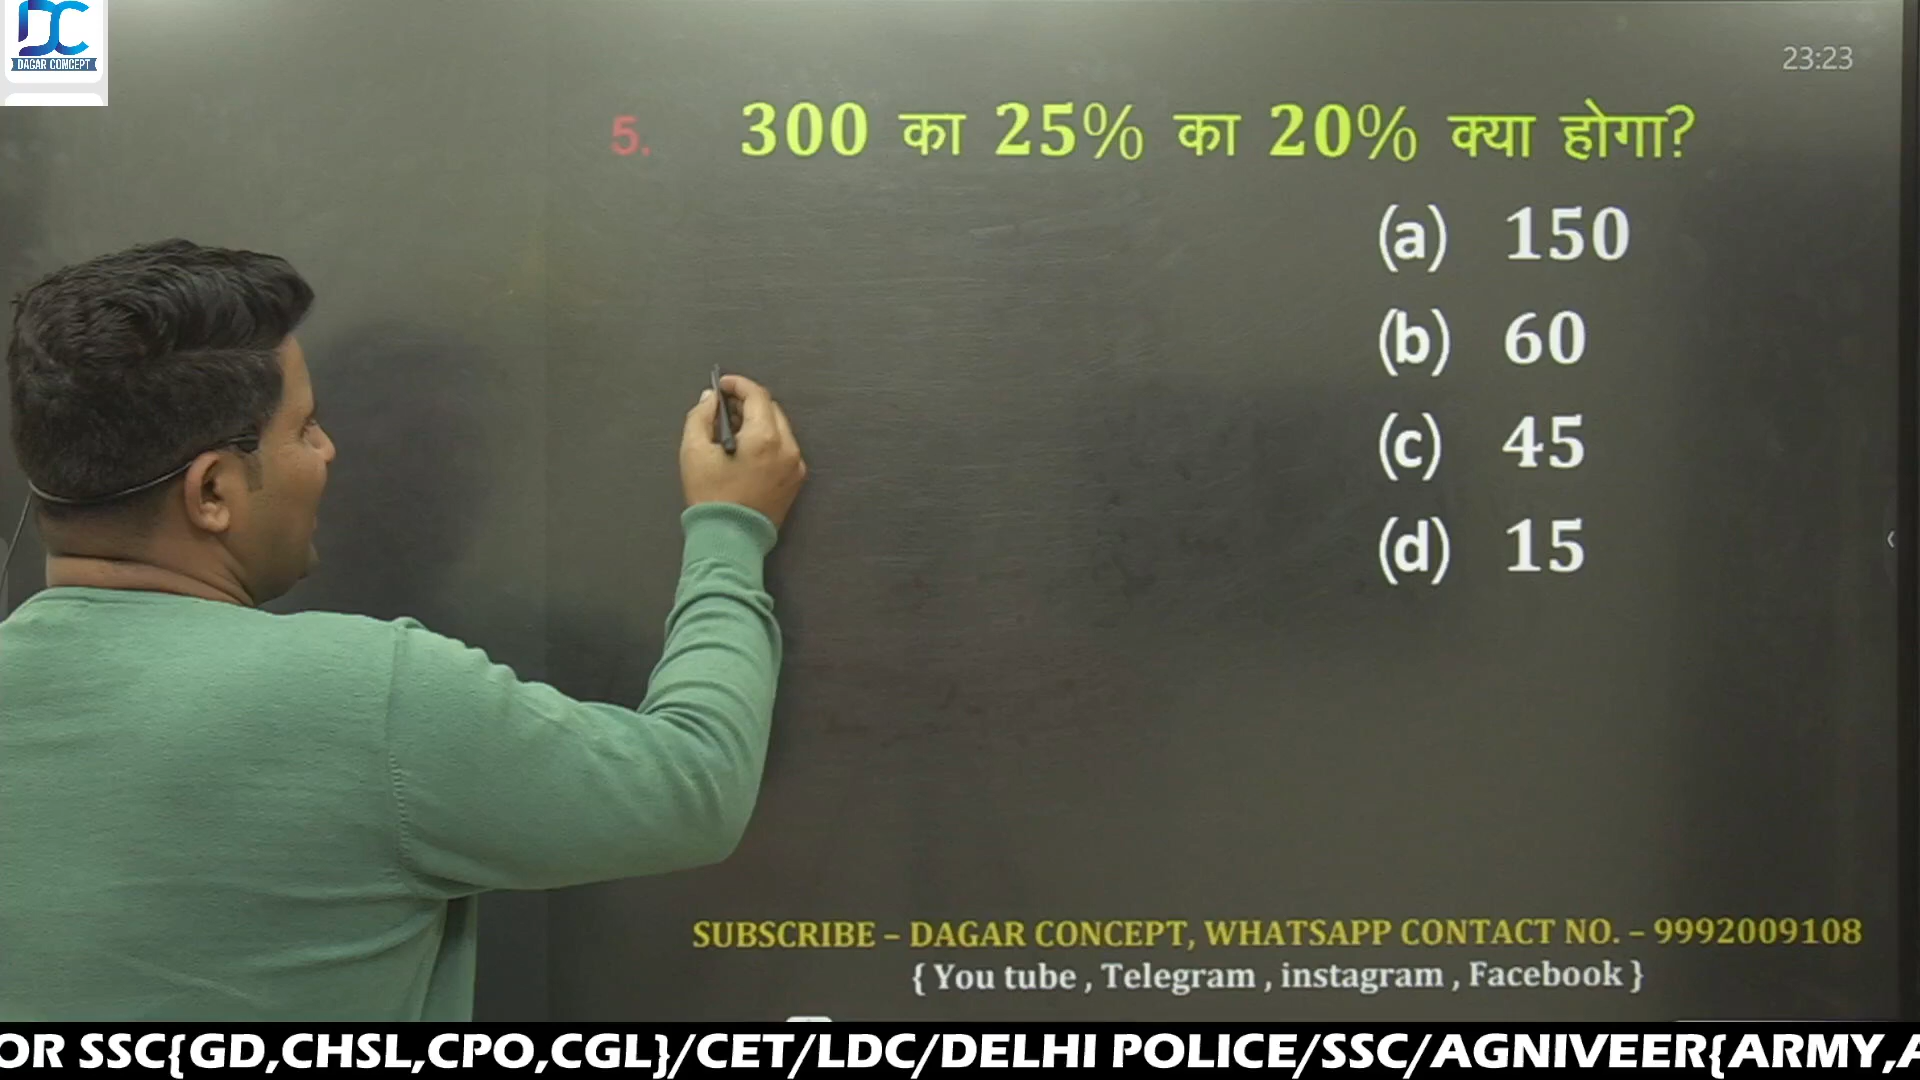 DC
DAGAR CONCEPT
23:23
5. 300 का 25% का 20% क्या होगा?
(a) 150
(b) 60
(c) 45
(d) 15
SUBSCRIBE – DAGAR CONCEPT, WHATSAPP CONTACT NO. – 9992009108
{ You tube , Telegram , instagram , Facebook }
OR SSC{GD,CHSL,CPO,CGL}/CET/LDC/DELHI POLICE/SSC/AGNIVEER{ARMY,A